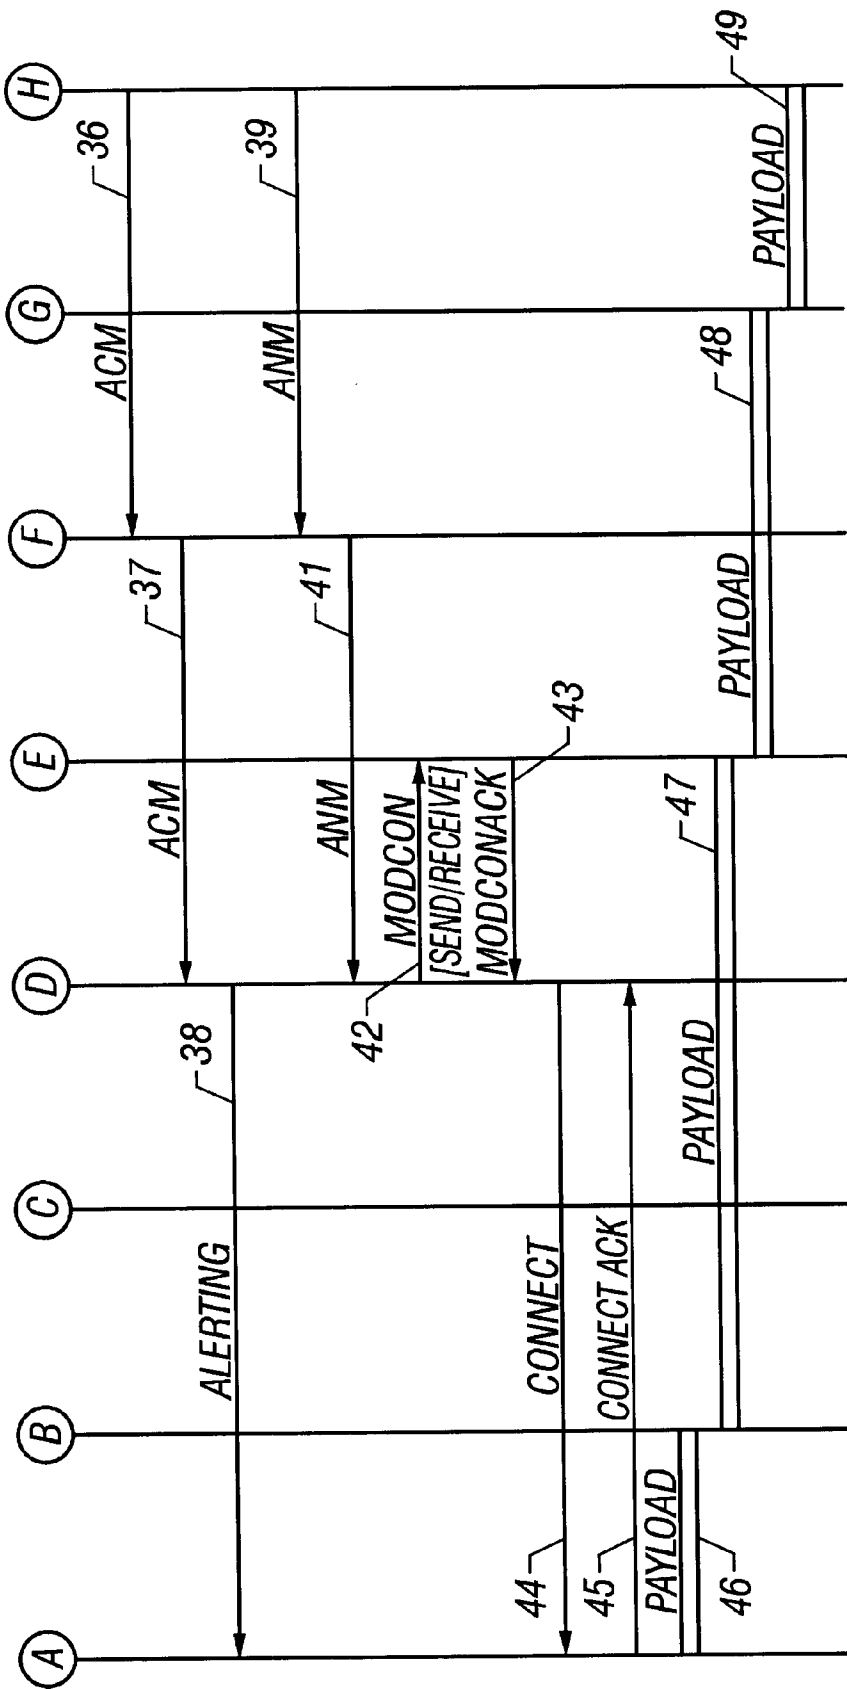 A
B
C
D
E
F
G
H
ACM
36
ACM
37
ALERTING
38
ANM
39
ANM
41
MODCON
[SEND/RECEIVE]
42
MODCONACK
43
CONNECT
44
CONNECT ACK
45
PAYLOAD
46
PAYLOAD
47
PAYLOAD
48
PAYLOAD
49